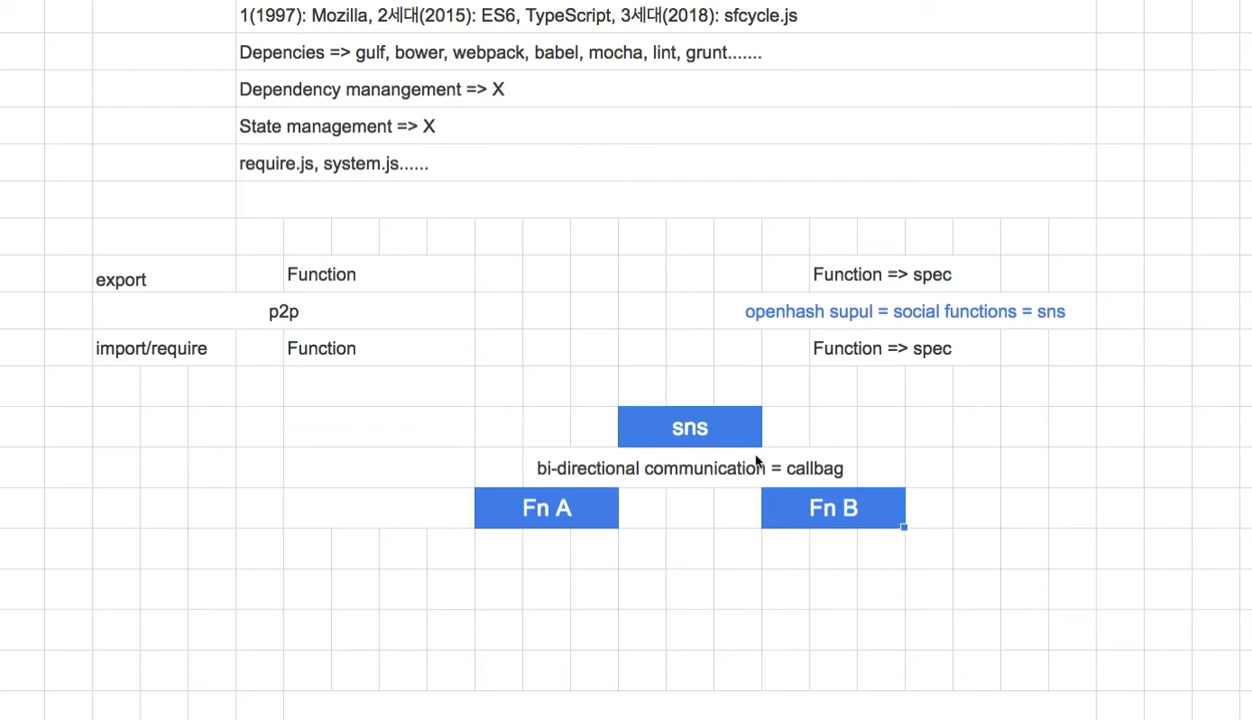 1(1997): Mozilla, 2세대(2015): ES6, TypeScript, 3세대(2018): sfcycle.js
Depencies => gulf, bower, webpack, babel, mocha, lint, grunt.......
Dependency manangement => X
State management => X
require.js, system.js......
export Function Function => spec
p2p openhash supul = social functions = sns
import/require Function Function => spec
sns
bi-directional communication = callbag
Fn A Fn B